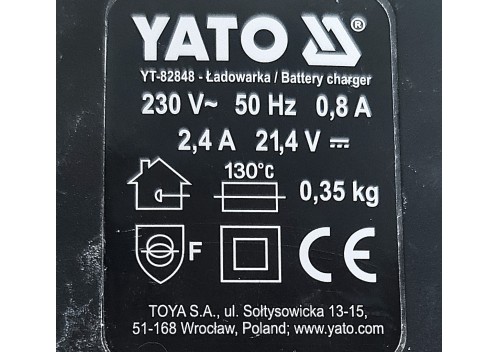 YATO ®
YT-82848 - Ładowarka / Battery charger
230 V~ 50 Hz 0,8 A
2,4 A 21,4 V ⎓
130°C
0,35 kg
F
CE
TOYA S.A., ul. Sołtysowicka 13-15,
51-168 Wrocław, Poland; www.yato.com